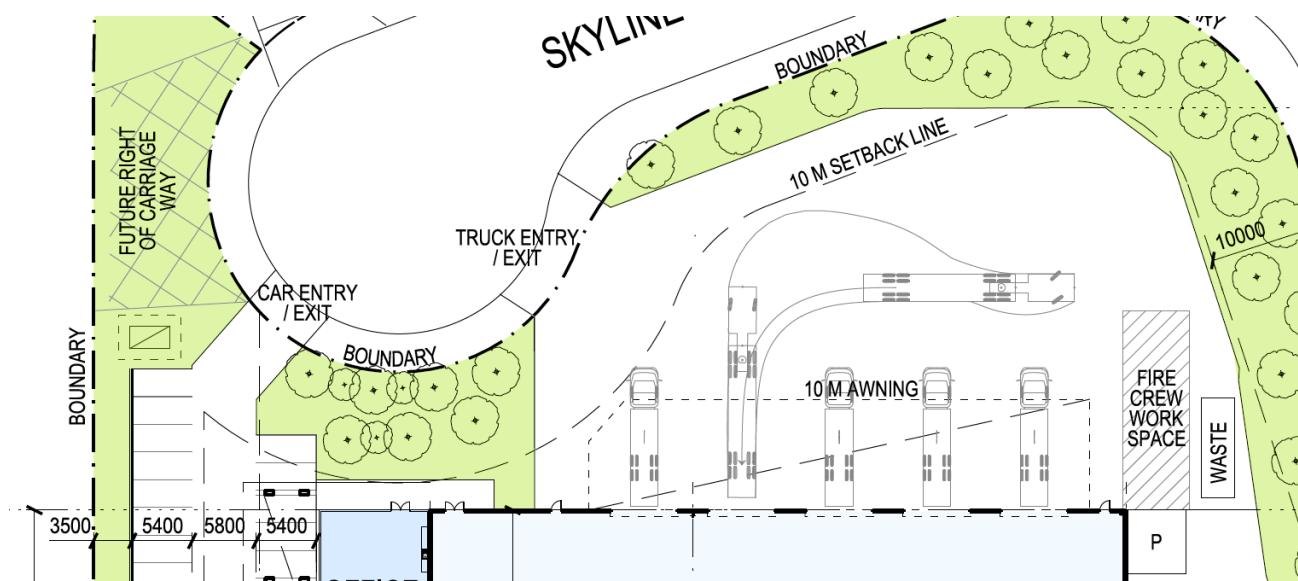 SKYLINE
BOUNDARY
10 M SETBACK LINE
FUTURE RIGHT
OF CARRIAGE
WAY
TRUCK ENTRY
/ EXIT
10000
CAR ENTRY
/ EXIT
BOUNDARY
BOUNDARY
10 M AWNING
FIRE
CREW
WORK
SPACE
WASTE
3500
5400
5800
5400
P